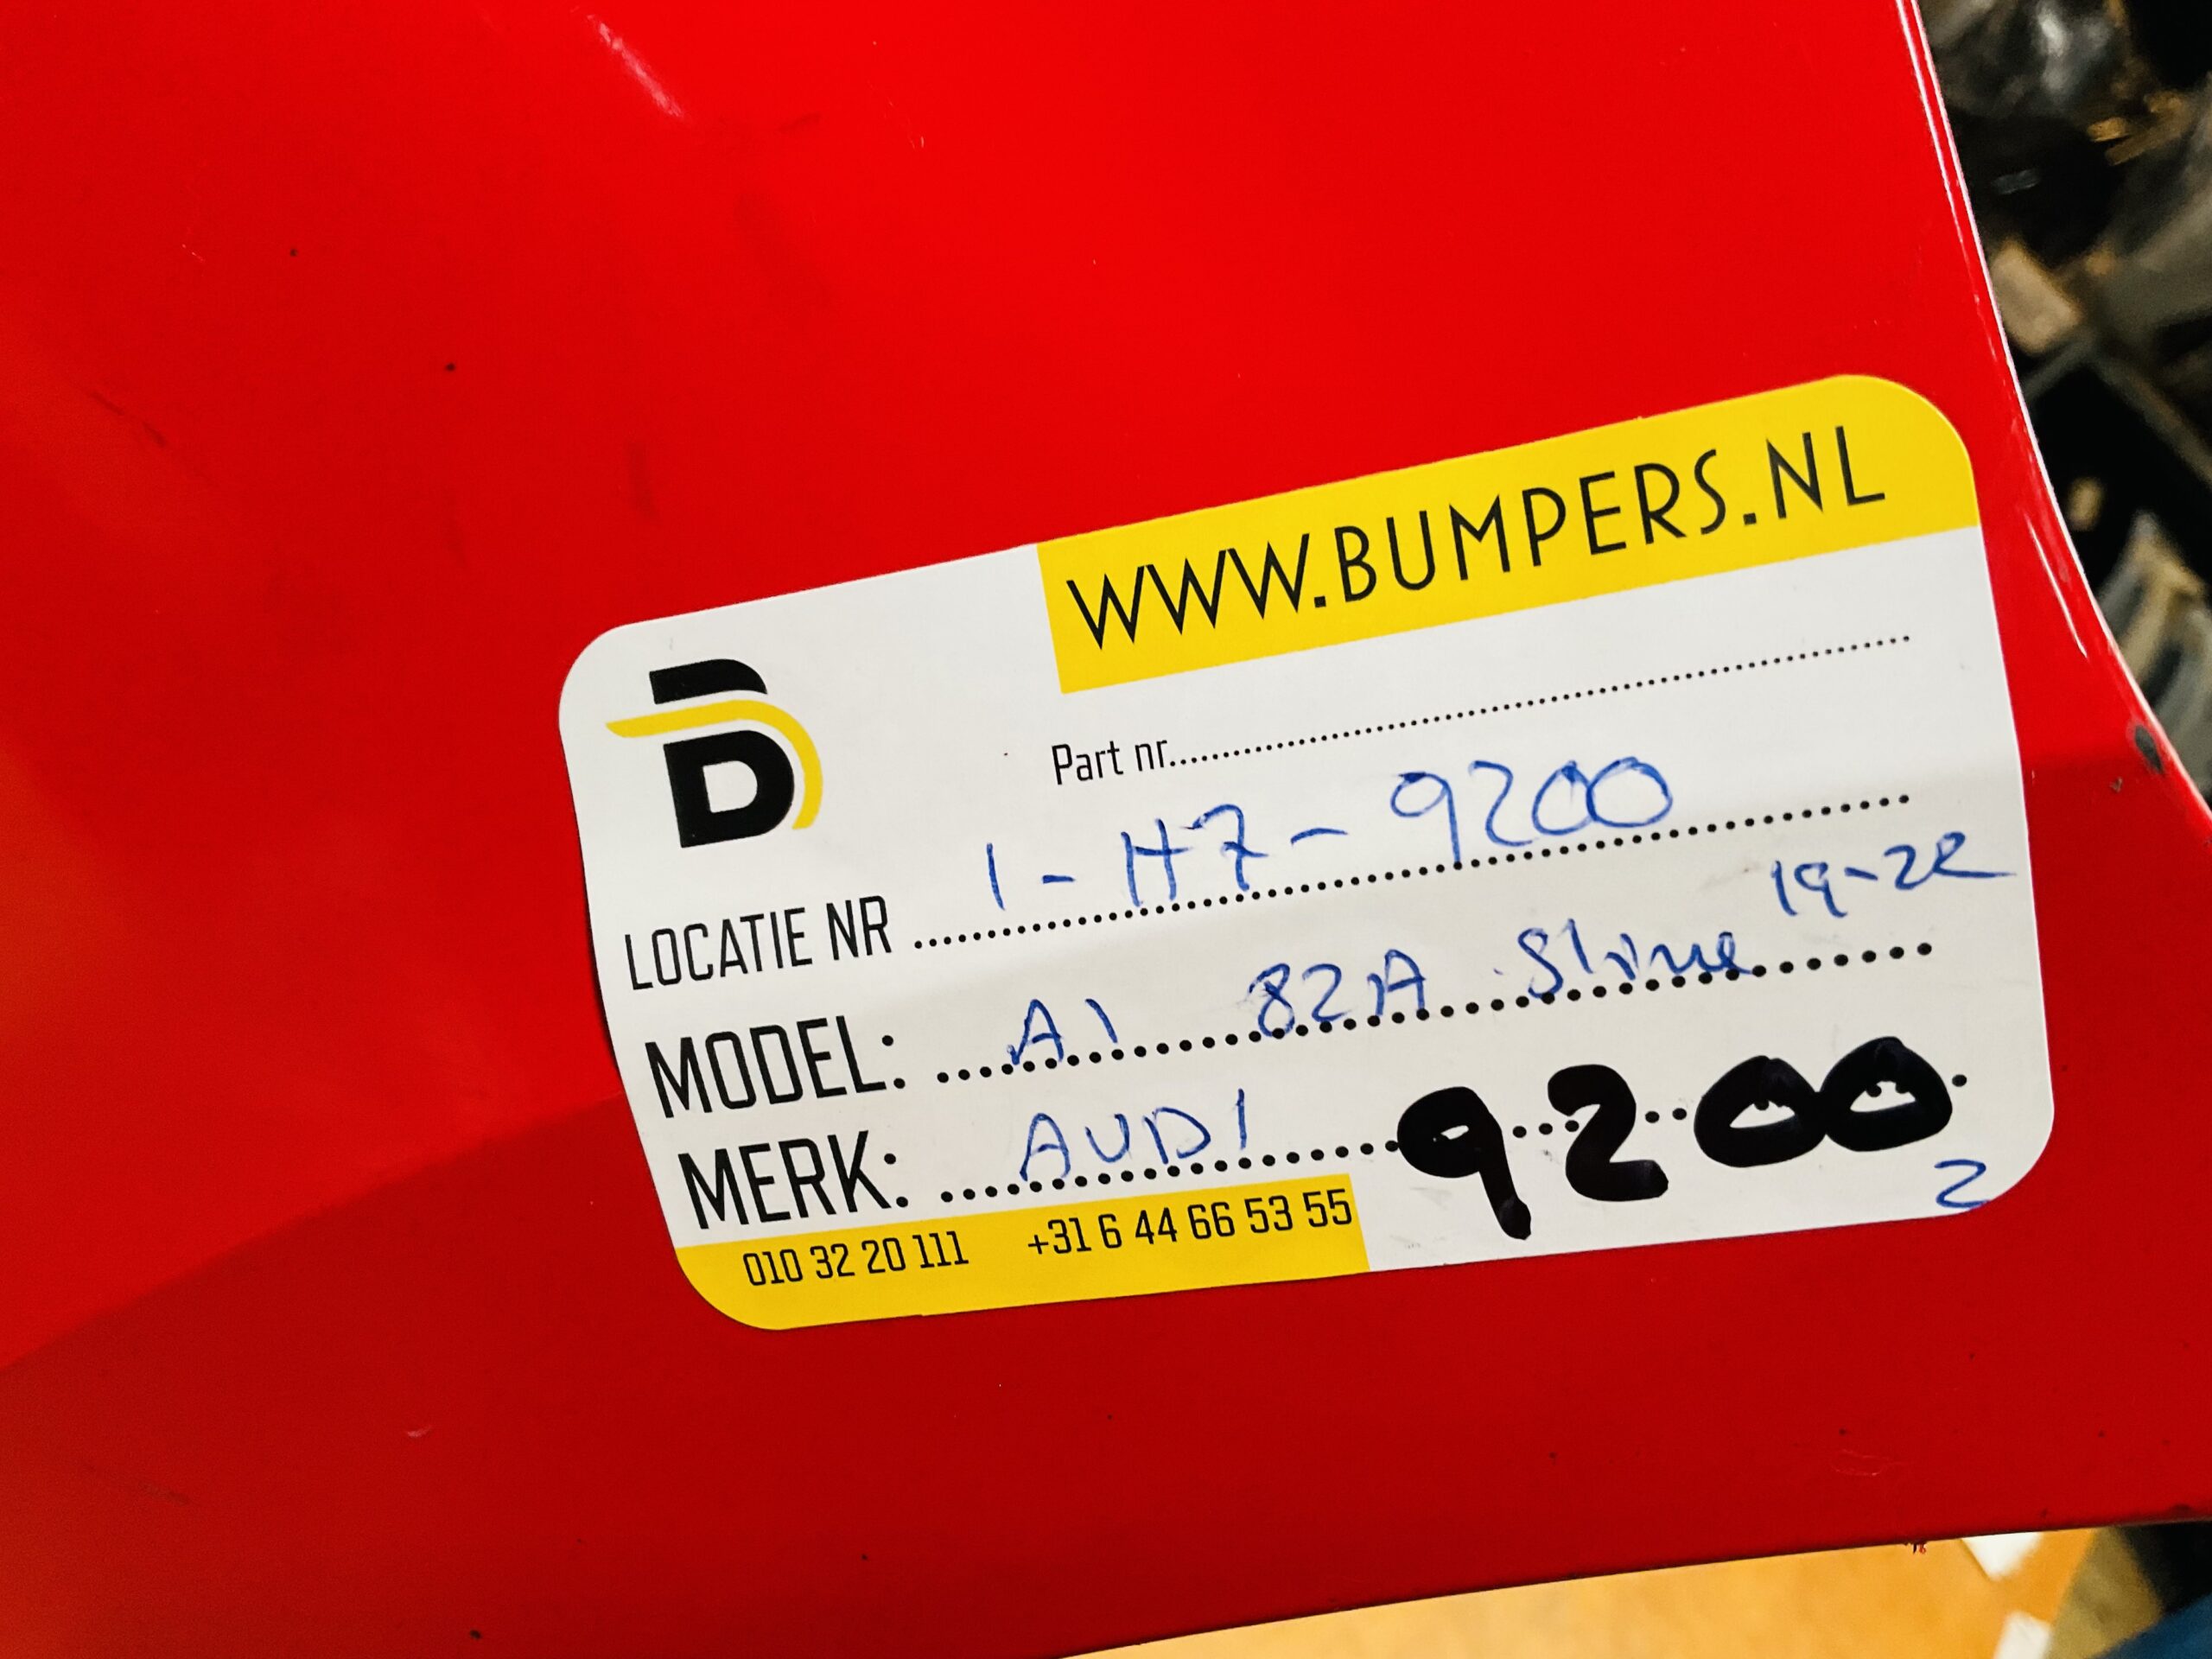 WWW.BUMPERS.NL
Part nr.
LOCATIE NR 1-H7-9200
19-22
MODEL: A1 82A Sline
MERK: AUDI 9200
2
010 32 20 111 +31 6 44 66 53 55